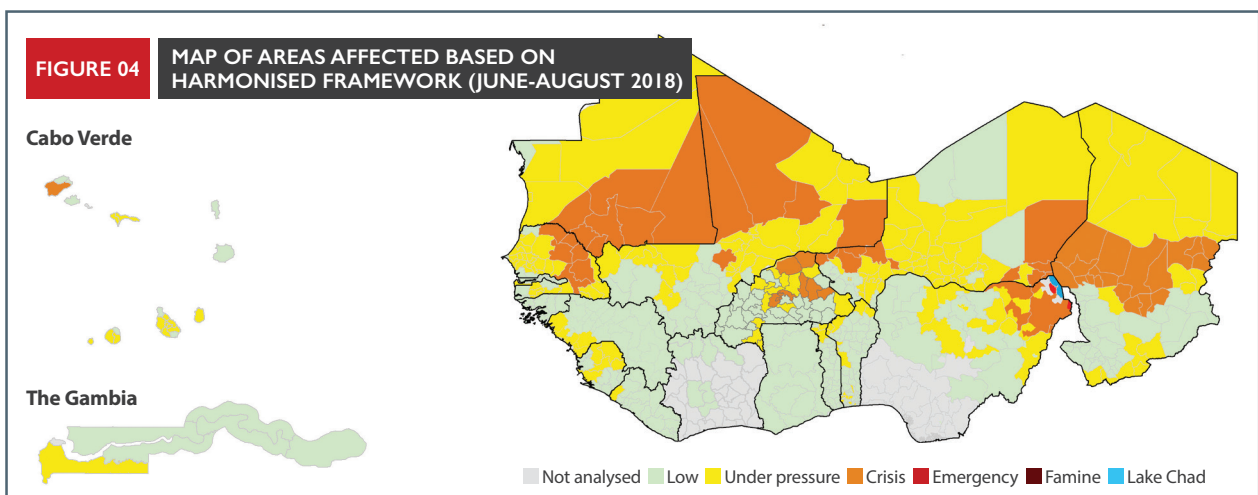 FIGURE 04
MAP OF AREAS AFFECTED BASED ON
HARMONISED FRAMEWORK (JUNE-AUGUST 2018)
Cabo Verde
The Gambia
Not analysed Low Under pressure Crisis Emergency Famine Lake Chad